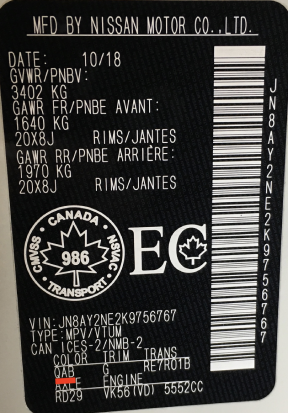 MFD BY NISSAN MOTOR CO.,LTD.
DATE: 10/18
GVWR/PNBV:
3402 KG
GAWR FR/PNBE AVANT:
1640 KG
20X8J RIMS/JANTES
GAWR RR/PNBE ARRIÈRE:
1970 KG
20X8J RIMS/JANTES
CANADA
CMVSS 986 NSVAC
TRANSPORT
EC
JN8AY2NE2K9756767
VIN:JN8AY2NE2K9756767
TYPE:MPV/VTUM
CAN ICES-2/NMB-2
COLOR TRIM TRANS
QAB G RE7R01B
AXLE ENGINE
RD29 VK56(VD) 5552CC